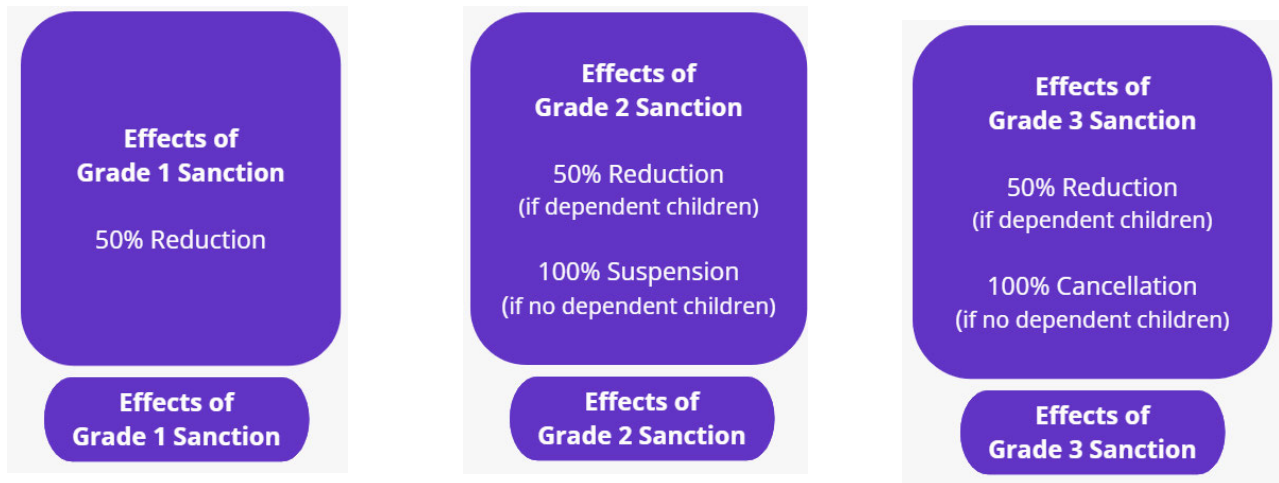 Effects of
Grade 1 Sanction
50% Reduction
Effects of
Grade 1 Sanction
Effects of
Grade 2 Sanction
50% Reduction
(if dependent children)
100% Suspension
(if no dependent children)
Effects of
Grade 2 Sanction
Effects of
Grade 3 Sanction
50% Reduction
(if dependent children)
100% Cancellation
(if no dependent children)
Effects of
Grade 3 Sanction